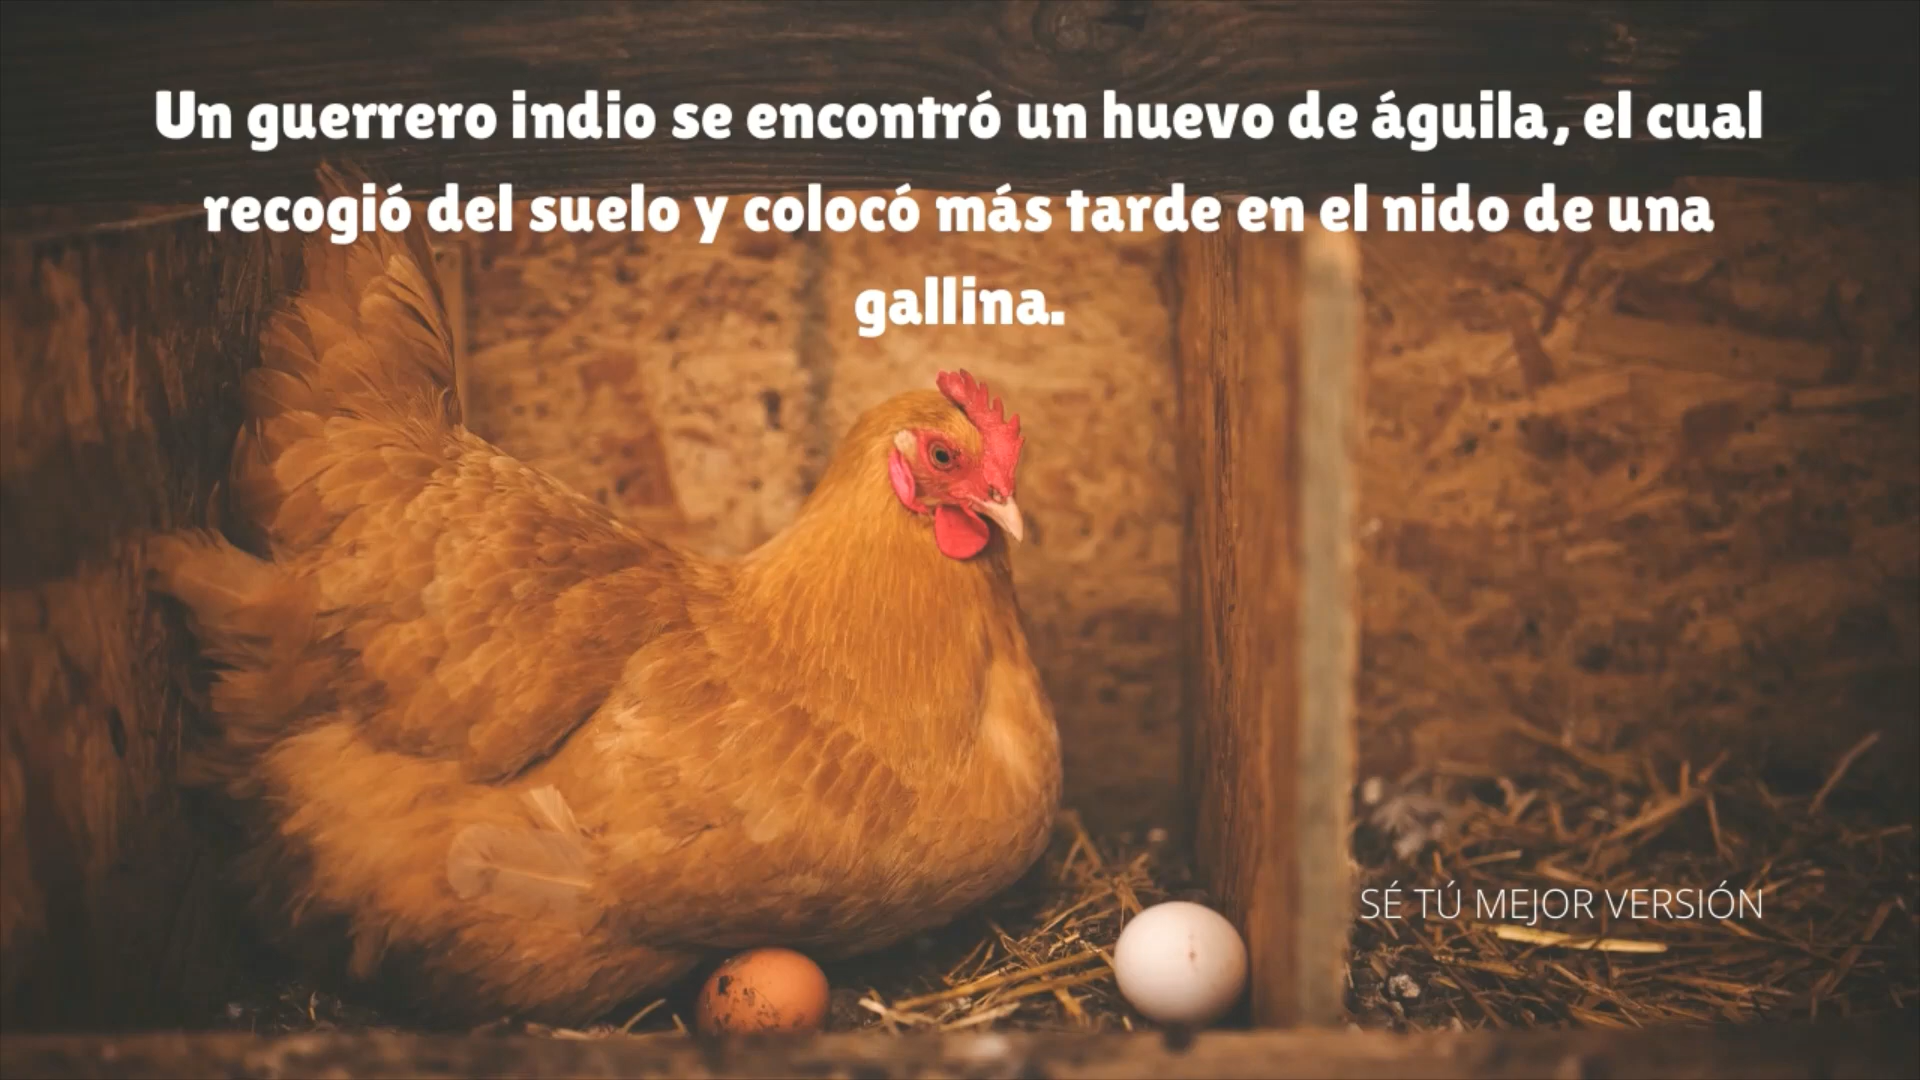 Un guerrero indio se encontró un huevo de águila, el cual
recogió del suelo y colocó más tarde en el nido de una
gallina.
SÉ TÚ MEJOR VERSIÓN